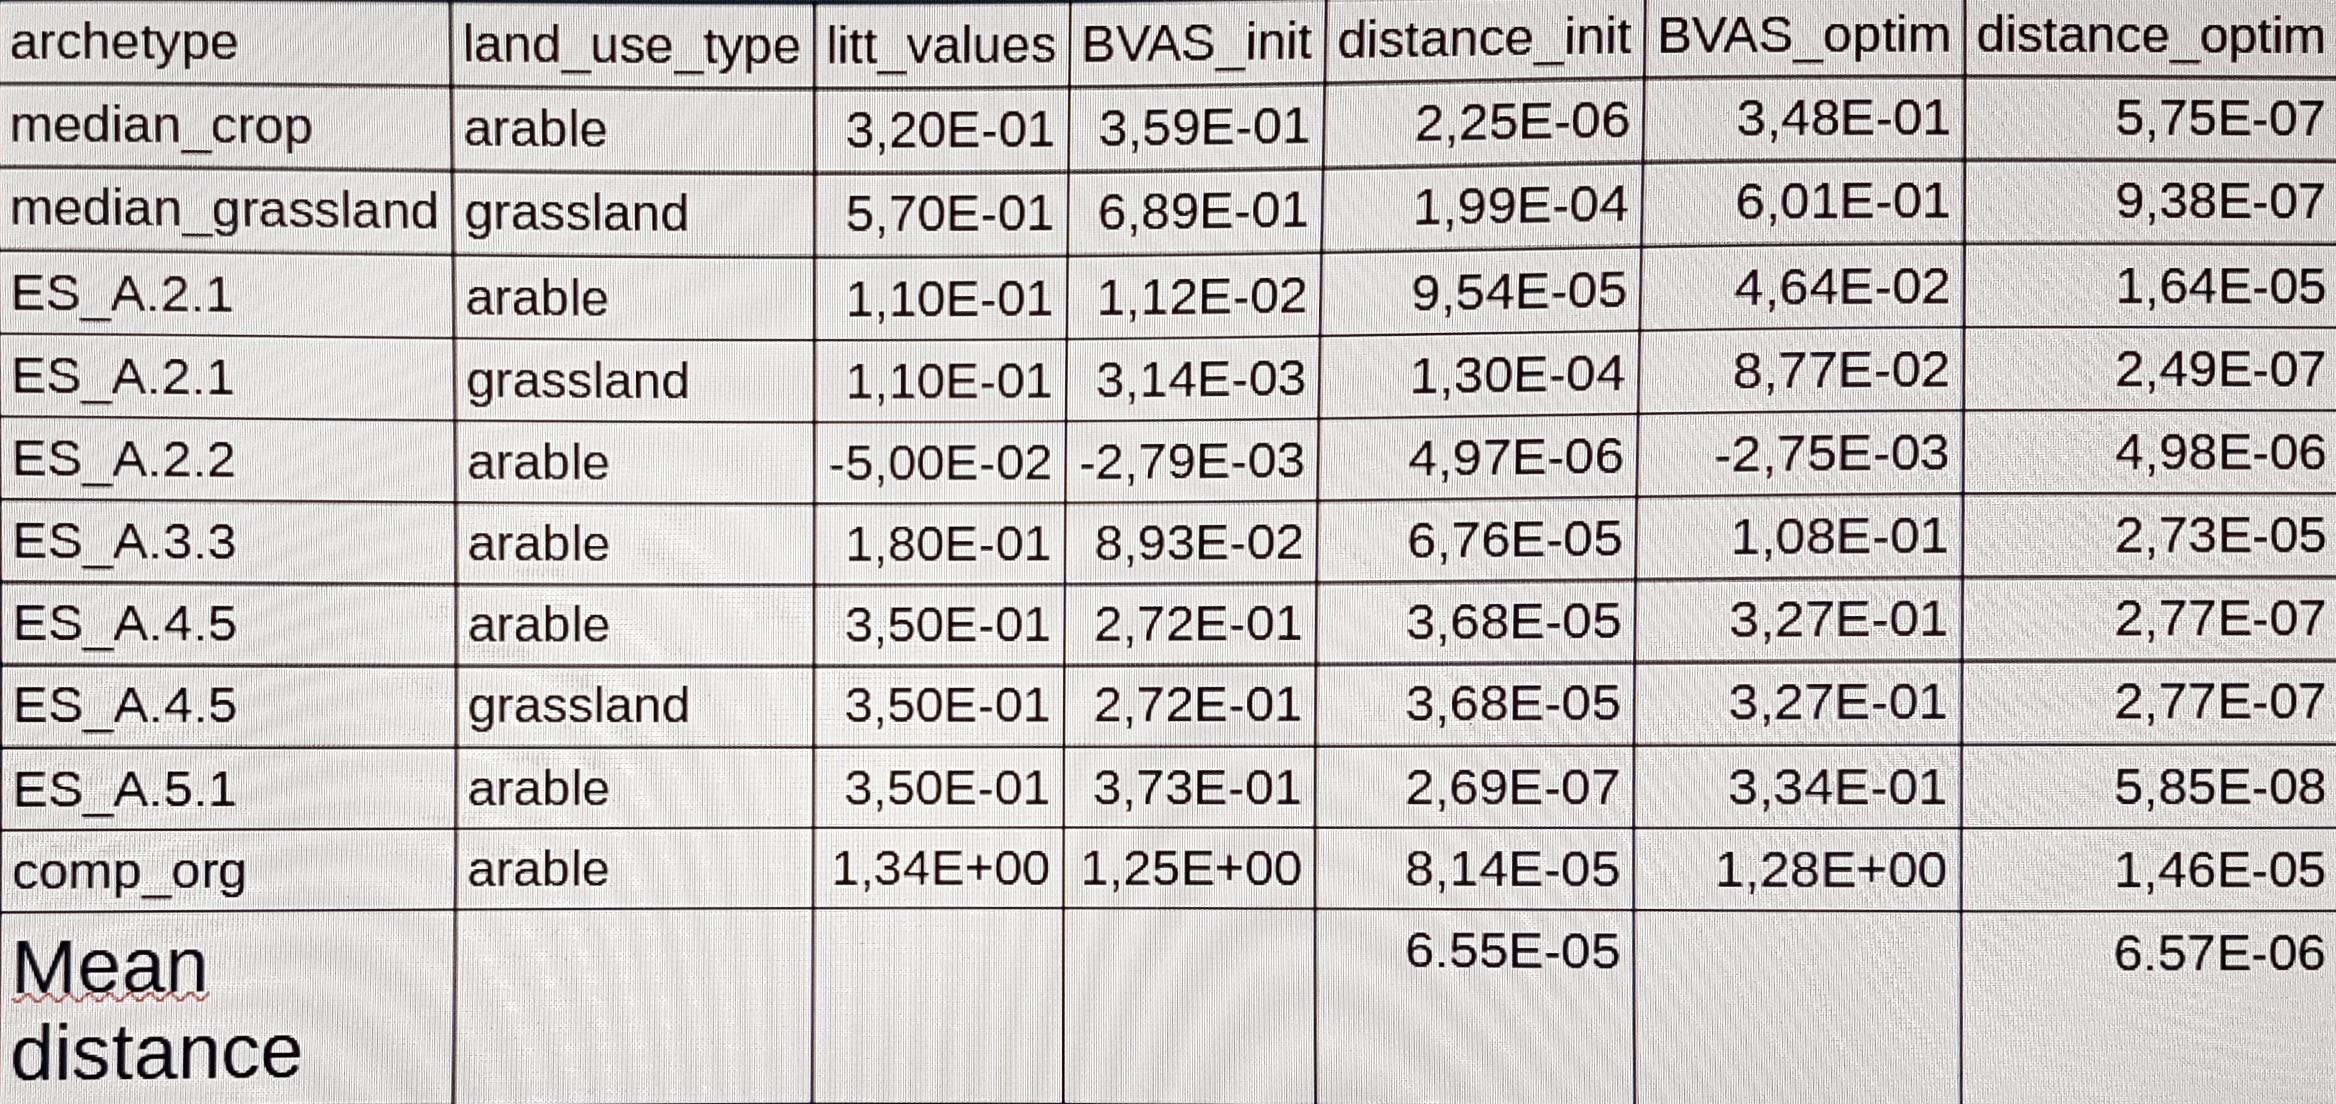 archetype land_use_type litt_values BVAS_init distance_init BVAS_optim distance_optim
median_crop arable 3,20E-01 3,59E-01 2,25E-06 3,48E-01 5,75E-07
median_grassland grassland 5,70E-01 6,89E-01 1,99E-04 6,01E-01 9,38E-07
ES_A.2.1 arable 1,10E-01 1,12E-02 9,54E-05 4,64E-02 1,64E-05
ES_A.2.1 grassland 1,10E-01 3,14E-03 1,30E-04 8,77E-02 2,49E-07
ES_A.2.2 arable -5,00E-02 -2,79E-03 4,97E-06 -2,75E-03 4,98E-06
ES_A.3.3 arable 1,80E-01 8,93E-02 6,76E-05 1,08E-01 2,73E-05
ES_A.4.5 arable 3,50E-01 2,72E-01 3,68E-05 3,27E-01 2,77E-07
ES_A.4.5 grassland 3,50E-01 2,72E-01 3,68E-05 3,27E-01 2,77E-07
ES_A.5.1 arable 3,50E-01 3,73E-01 2,69E-07 3,34E-01 5,85E-08
comp_org arable 1,34E+00 1,25E+00 8,14E-05 1,28E+00 1,46E-05
Mean 6.55E-05 6.57E-06
distance